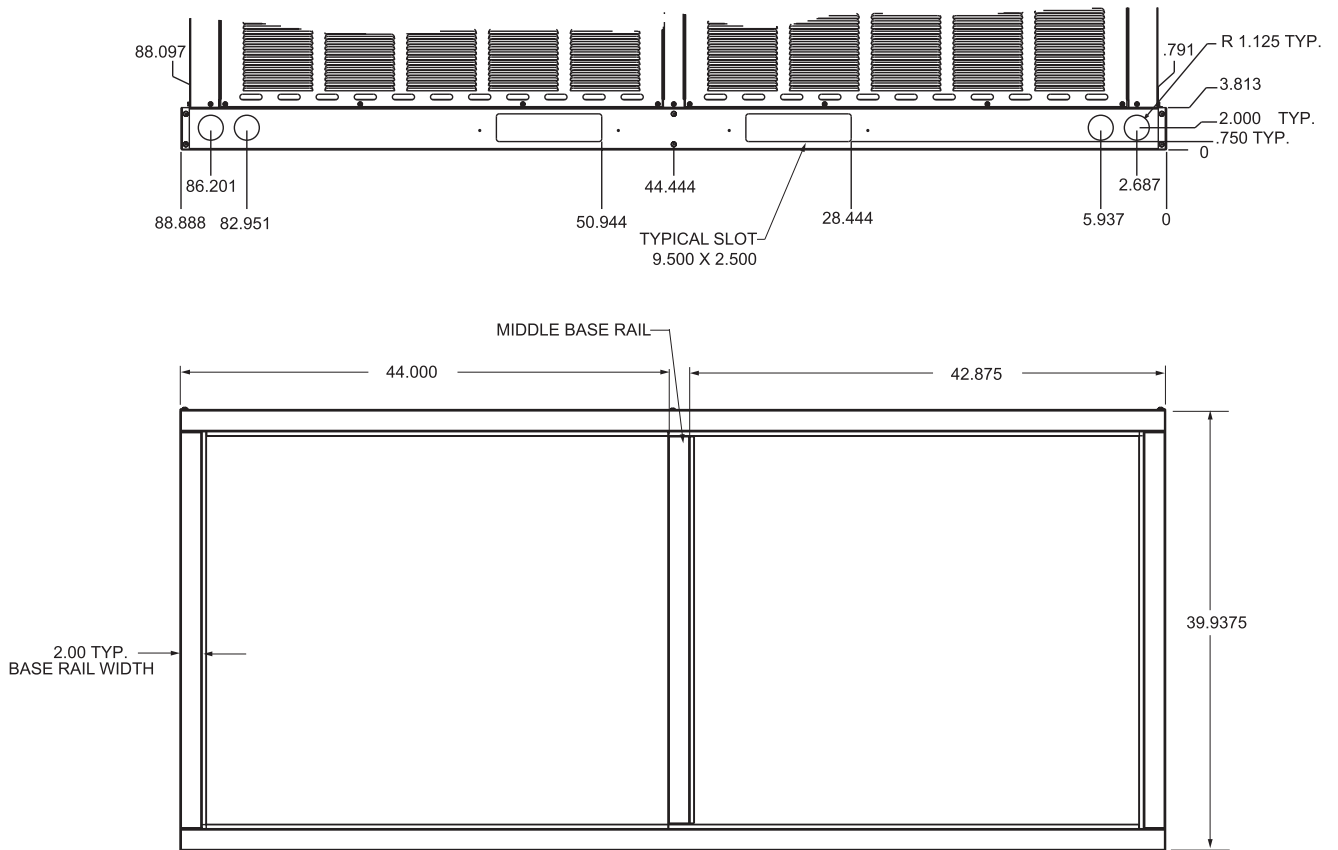 88.097
.791
R 1.125 TYP.
3.813
2.000 TYP.
.750 TYP.
0
86.201
44.444
2.687
88.888
82.951
50.944
28.444
5.937
0
TYPICAL SLOT
9.500 X 2.500
MIDDLE BASE RAIL
44.000
42.875
39.9375
2.00 TYP.
BASE RAIL WIDTH